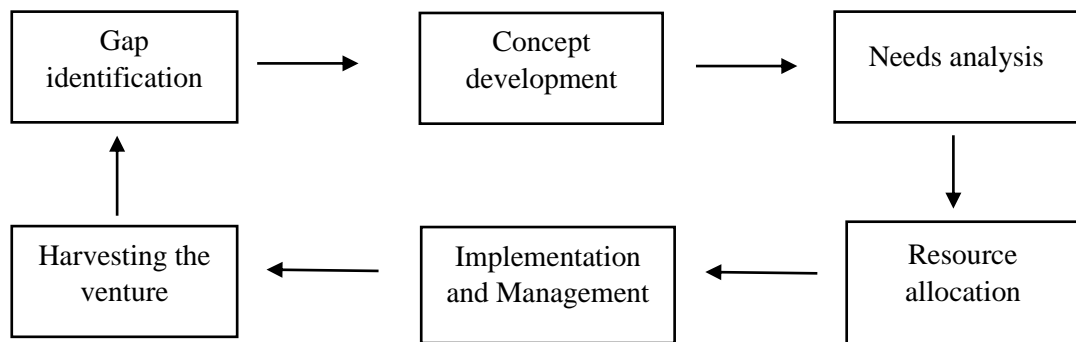 Gap
identification
Concept
development
Needs analysis
Harvesting the
venture
Implementation
and Management
Resource
allocation